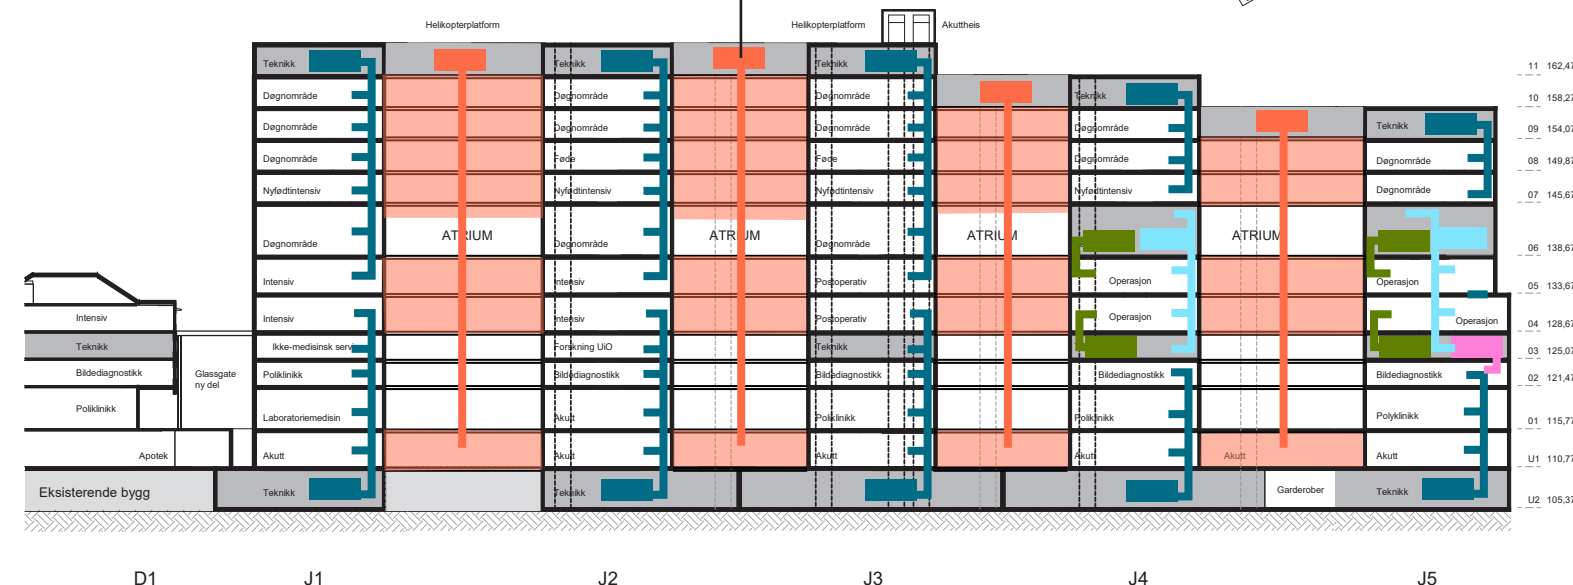 Helikopterplatform
Helikopterplatform
Akuttheis
Teknikk
Teknikk
Teknikk
11 162,47
Døgnområde
Døgnområde
Døgnområde
Teknikk
10 158,27
Døgnområde
Døgnområde
Døgnområde
Døgnområde
Teknikk
09 154,07
Døgnområde
Føde
Føde
Døgnområde
Døgnområde
08 149,87
Nyfødtintensiv
Nyfødtintensiv
Nyfødtintensiv
Nyfødtintensiv
Døgnområde
07 145,67
ATRIUM
ATRIUM
ATRIUM
ATRIUM
Døgnområde
Døgnområde
Døgnområde
06 138,67
Intensiv
Intensiv
Postoperativ
Operasjon
Operasjon
05 133,67
Intensiv
Intensiv
Intensiv
Postoperativ
Operasjon
Operasjon
04 128,67
Teknikk
Ikke-medisinsk servi
Forskning UiO
Teknikk
03 125,07
Bildediagnostikk
Glassgate
ny del
Poliklinikk
Bildediagnostikk
Bildediagnostikk
Bildediagnostikk
Bildediagnostikk
02 121,47
Poliklinikk
Laboratoriemedisin
Akutt
Poliklinikk
Poliklinikk
Polyklinikk
01 115,77
Apotek
Akutt
Akutt
Akutt
Akutt
Akutt
Akutt
U1 110,77
Eksisterende bygg
Teknikk
Teknikk
Garderober
Teknikk
U2 105,37
D1
J1
J2
J3
J4
J5